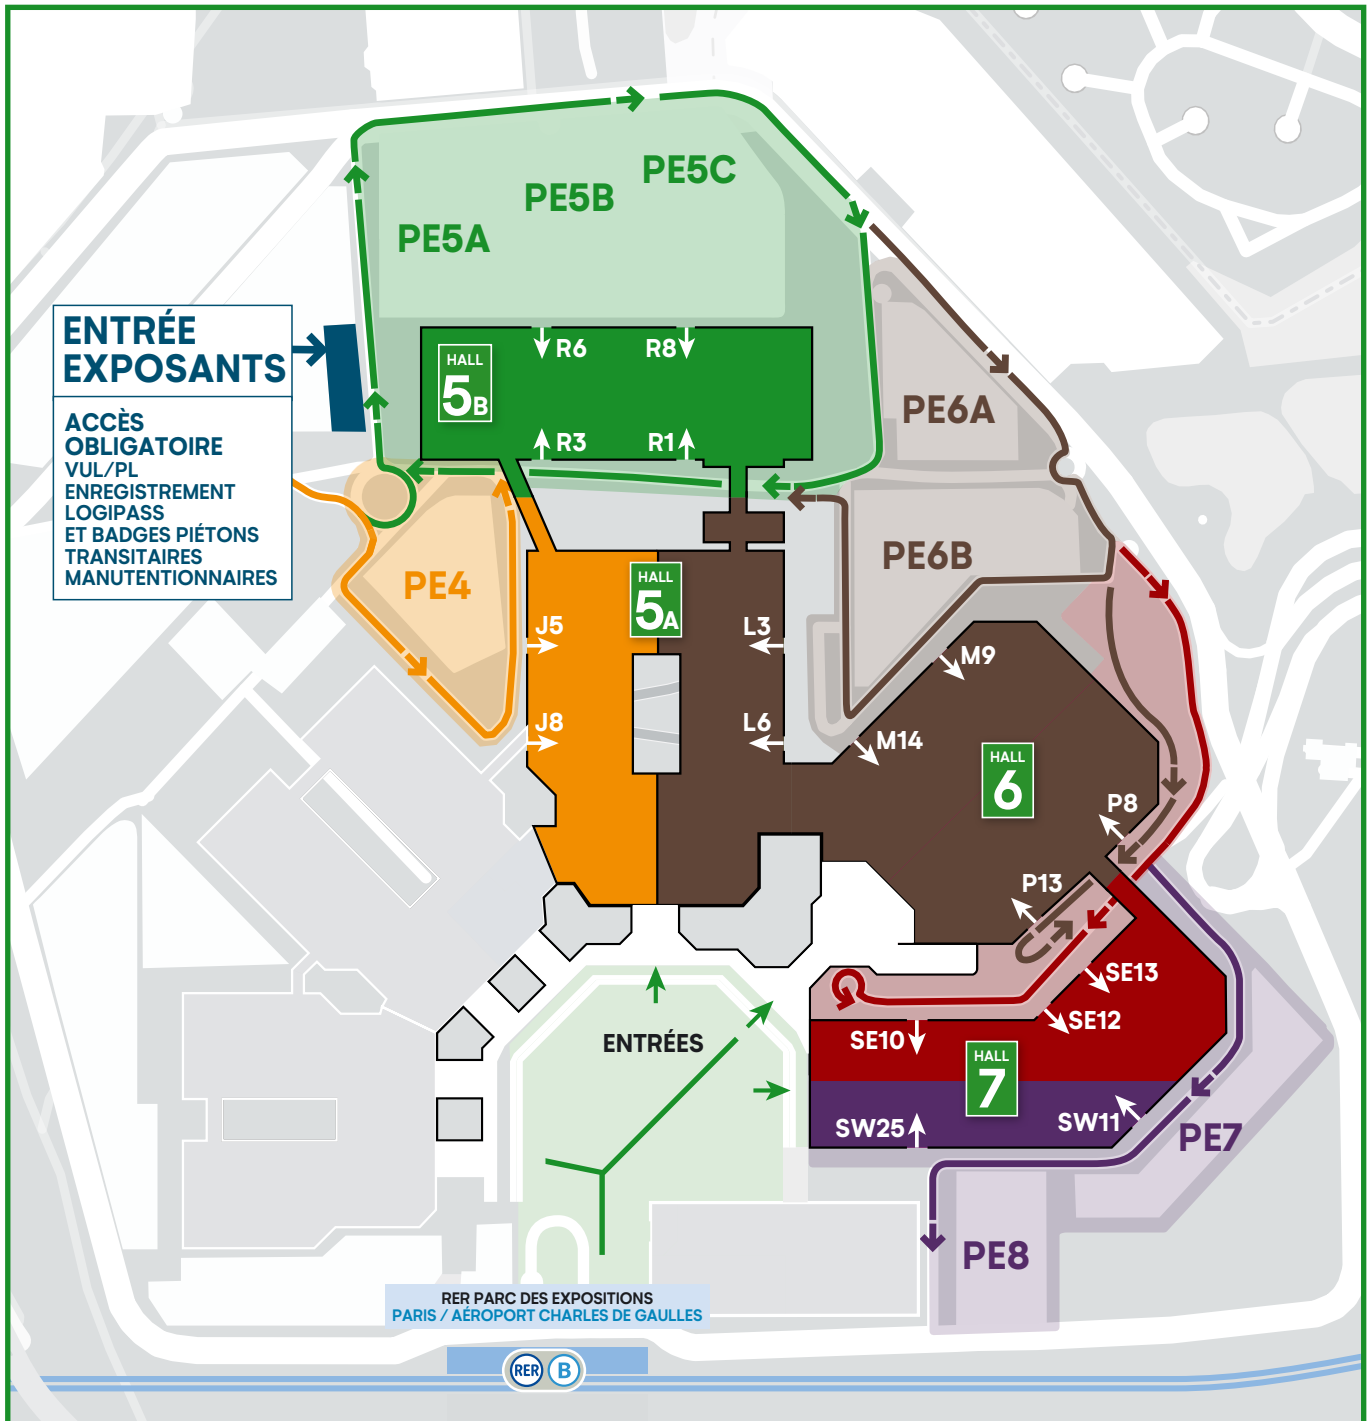 PE5C
PE5B
PE5A
ENTRÉE
EXPOSANTS
ACCÈS
OBLIGATOIRE
VUL/PL
ENREGISTREMENT
LOGIPASS
ET BADGES PIÉTONS
TRANSITAIRES
MANUTENTIONNAIRES
HALL
5B
R6
R8
R3
R1
PE6A
PE6B
PE4
HALL
5A
J5
L3
J8
L6
M9
M14
HALL
6
P8
P13
SE13
SE12
SE10
HALL
7
SW25
SW11
PE7
PE8
ENTRÉES
RER PARC DES EXPOSITIONS
PARIS / AÉROPORT CHARLES DE GAULLES
RER B